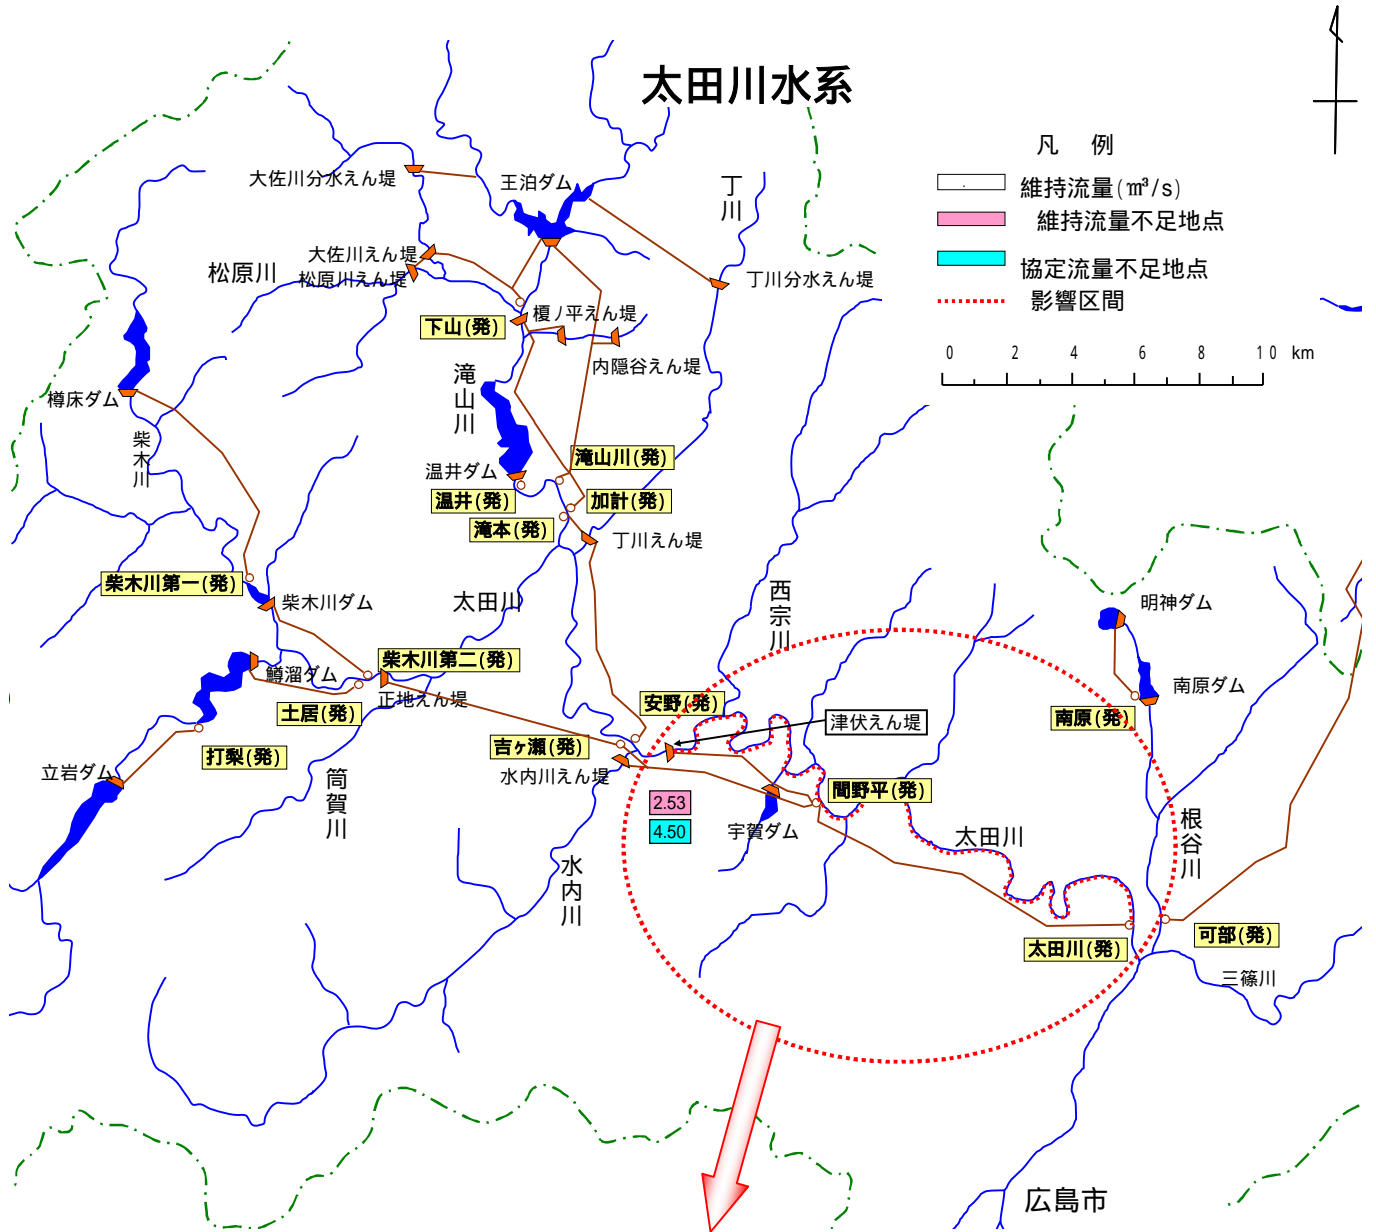 太田川水系
凡 例
維持流量(㎥/s)
維持流量不足地点
協定流量不足地点
影響区間
0 2 4 6 8 10 km
大佐川分水えん堤
王泊ダム
丁川
大佐川えん堤
松原川
松原川えん堤
丁川分水えん堤
榎ノ平えん堤
下山(発)
内隠谷えん堤
滝山川
樽床ダム
柴木川
温井ダム
滝山川(発)
温井(発)
加計(発)
滝本(発)
丁川えん堤
柴木川第一(発)
柴木川ダム
太田川
西宗川
明神ダム
柴木川第二(発)
鱒溜ダム
正地えん堤
南原ダム
土居(発)
安野(発)
南原(発)
津伏えん堤
打梨(発)
吉ヶ瀬(発)
立岩ダム
水内川えん堤
筒賀川
間野平(発)
2.53
4.50
宇賀ダム
太田川
根谷川
水内川
太田川(発)
可部(発)
三篠川
広島市